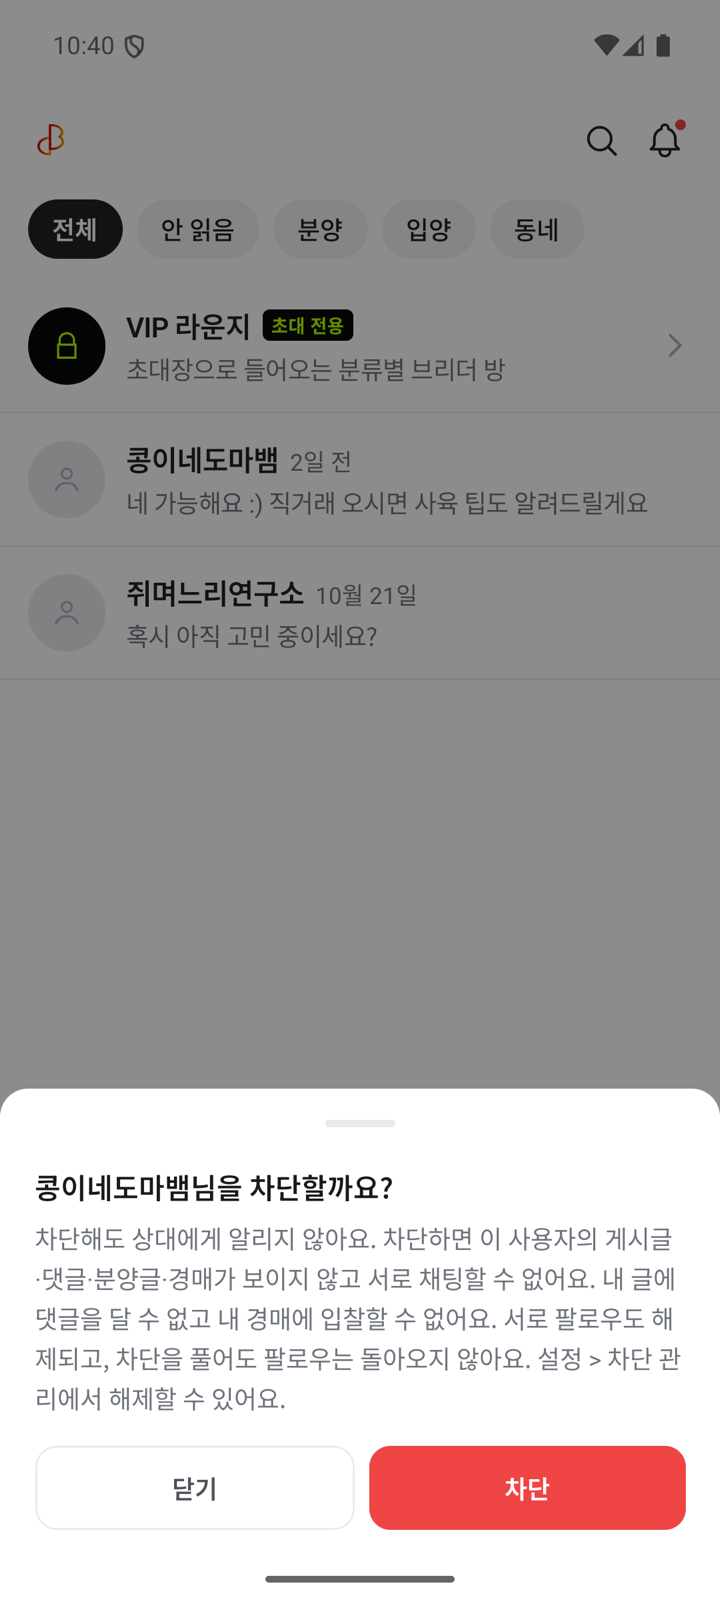 10:40
전체 안 읽음 분양 입양 동네
VIP 라운지 초대 전용
초대장으로 들어오는 분류별 브리더 방
콩이네도마뱀 2일 전
네 가능해요 :) 직거래 오시면 사육 팁도 알려드릴게요
쥐며느리연구소 10월 21일
혹시 아직 고민 중이세요?
콩이네도마뱀님을 차단할까요?
차단해도 상대에게 알리지 않아요. 차단하면 이 사용자의 게시글
·댓글·분양글·경매가 보이지 않고 서로 채팅할 수 없어요. 내 글에
댓글을 달 수 없고 내 경매에 입찰할 수 없어요. 서로 팔로우도 해
제되고, 차단을 풀어도 팔로우는 돌아오지 않아요. 설정 > 차단 관
리에서 해제할 수 있어요.
닫기 차단